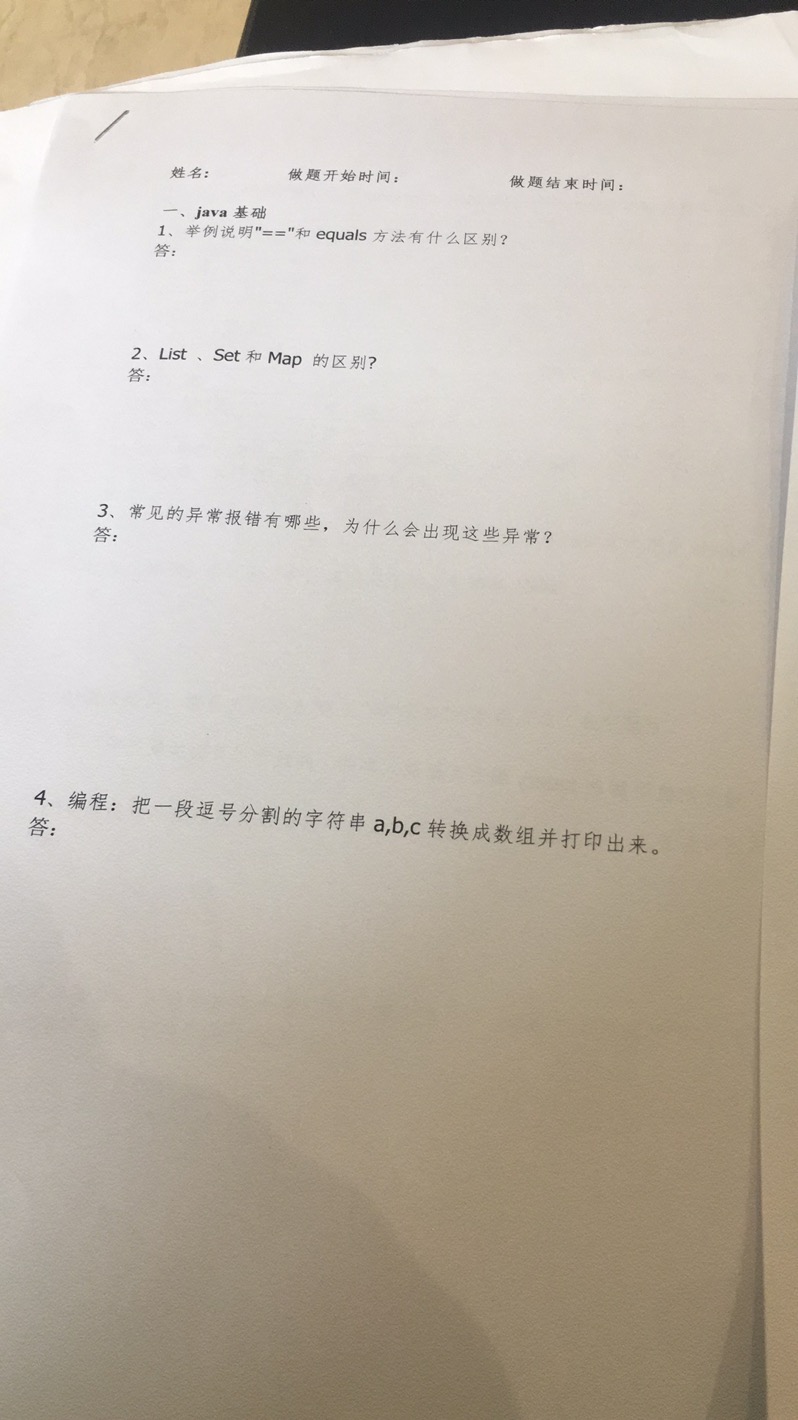 姓名： 做题开始时间： 做题结束时间：
一、java 基础
1、举例说明"=="和 equals 方法有什么区别？
答：
2、List 、Set 和 Map 的区别?
答：
3、常见的异常报错有哪些，为什么会出现这些异常？
答：
4、编程：把一段逗号分割的字符串 a,b,c 转换成数组并打印出来。
答：